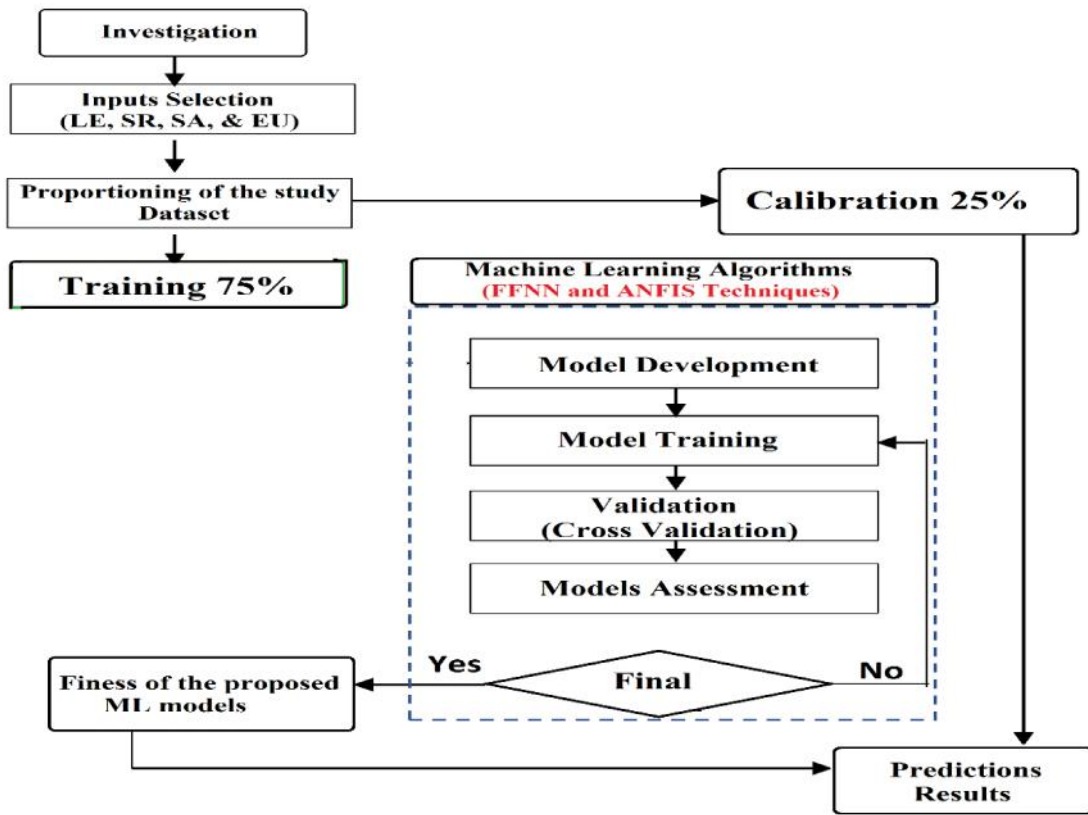 Investigation
Inputs Selection
(LE, SR, SA, & EU)
Proportioning of the study
Dataset
Calibration 25%
Training 75%
Machine Learning Algorithms
(FFNN and ANFIS Techniques)
Model Development
Model Training
Validation
(Cross Validation)
Models Assessment
Yes
Final
No
Finess of the proposed
ML models
Predictions
Results